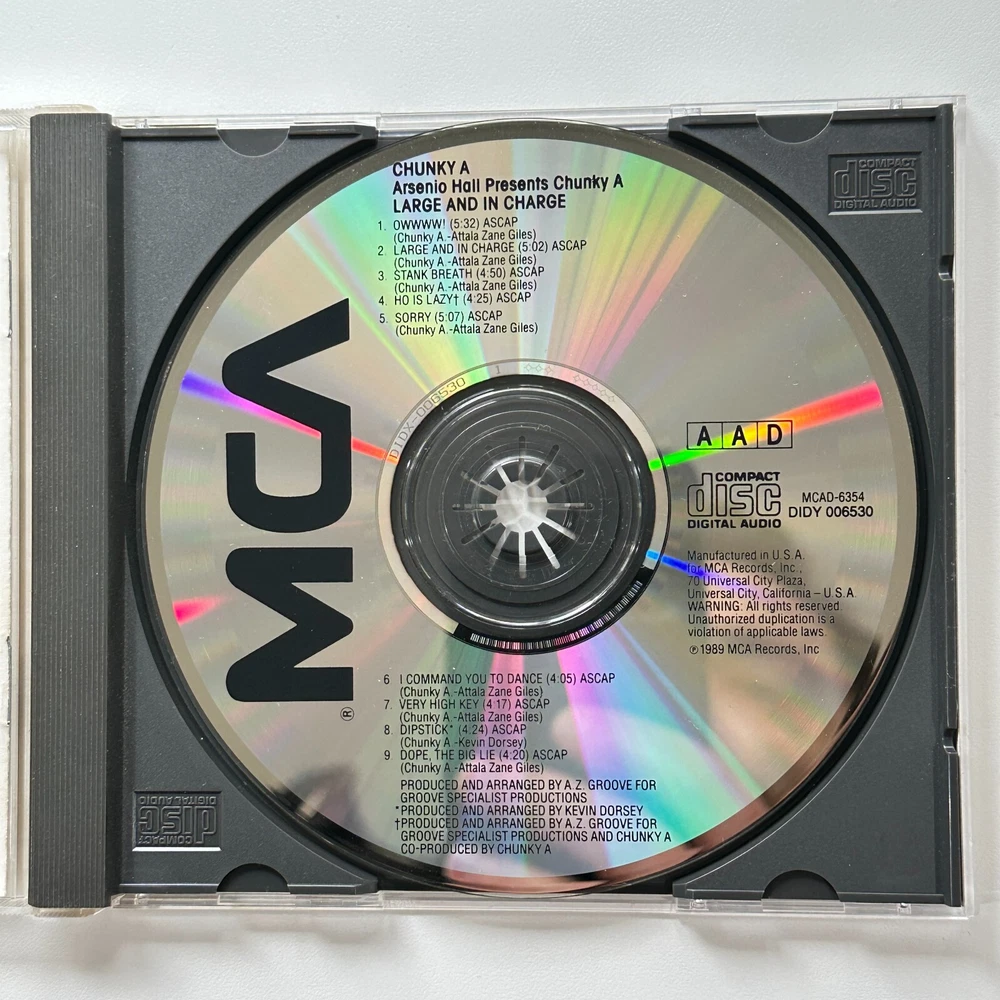 CHUNKY A
Arsenio Hall Presents Chunky A
LARGE AND IN CHARGE
1. OWWWW! (5:32) ASCAP
(Chunky A.-Attala Zane Giles)
2. LARGE AND IN CHARGE (5:02) ASCAP
(Chunky A.-Attala Zane Giles)
3. STANK BREATH (4:50) ASCAP
(Chunky A.-Attala Zane Giles)
4. HO IS LAZY† (4:25) ASCAP
5. SORRY (5:07) ASCAP
(Chunky A.-Attala Zane Giles)
MCA
®
DIDX-006530 1
A A D
COMPACT
disc
DIGITAL AUDIO
MCAD-6354
DIDY 006530
Manufactured in U.S.A.
for MCA Records, Inc.,
70 Universal City Plaza,
Universal City, California – U.S.A.
WARNING: All rights reserved.
Unauthorized duplication is a
violation of applicable laws.
℗ 1989 MCA Records, Inc
6 I COMMAND YOU TO DANCE (4:05) ASCAP
(Chunky A.-Attala Zane Giles)
7. VERY HIGH KEY (4:17) ASCAP
(Chunky A.-Attala Zane Giles)
8. DIPSTICK* (4:24) ASCAP
(Chunky A.-Kevin Dorsey)
9 DOPE, THE BIG LIE (4:20) ASCAP
(Chunky A.-Attala Zane Giles)
PRODUCED AND ARRANGED BY A.Z. GROOVE FOR
GROOVE SPECIALIST PRODUCTIONS
*PRODUCED AND ARRANGED BY KEVIN DORSEY
†PRODUCED AND ARRANGED BY A.Z. GROOVE FOR
GROOVE SPECIALIST PRODUCTIONS AND CHUNKY A
CO-PRODUCED BY CHUNKY A
COMPACT
disc
DIGITAL AUDIO
COMPACT
disc
DIGITAL AUDIO